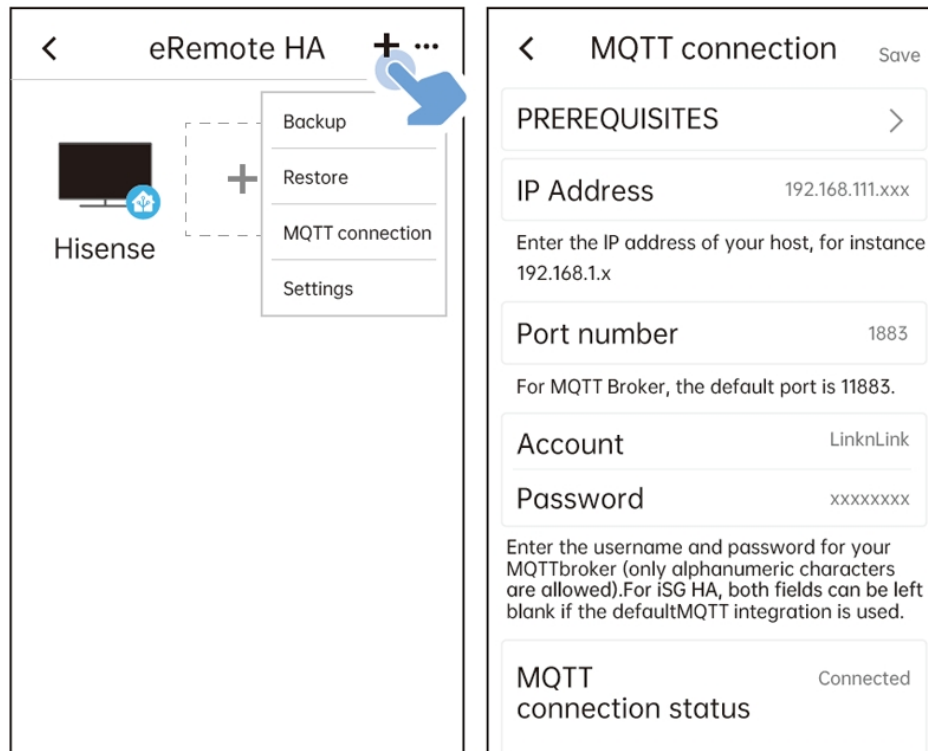 eRemote HA
Backup
Restore
MQTT connection
Settings
Hisense
MQTT connection
Save
PREREQUISITES
IP Address 192.168.111.xxx
Enter the IP address of your host, for instance
192.168.1.x
Port number 1883
For MQTT Broker, the default port is 11883.
Account LinknLink
Password xxxxxxxx
Enter the username and password for your
MQTTbroker (only alphanumeric characters
are allowed).For iSG HA, both fields can be left
blank if the defaultMQTT integration is used.
MQTT
connection status Connected